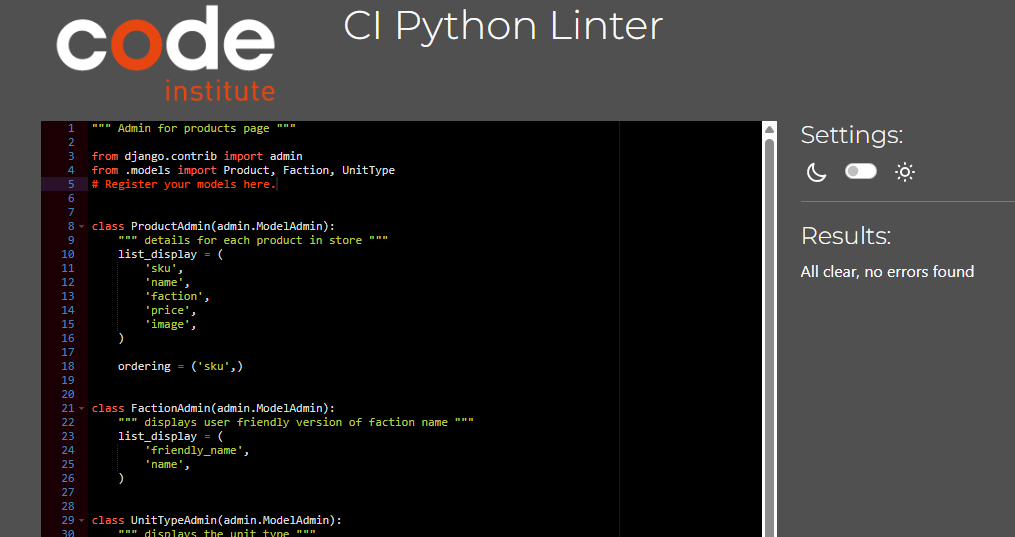 code
institute
CI Python Linter
1 """ Admin for products page """
2
3 from django.contrib import admin
4 from .models import Product, Faction, UnitType
5 # Register your models here.
6
7
8 class ProductAdmin(admin.ModelAdmin):
9     """ details for each product in store """
10     list_display = (
11         'sku',
12         'name',
13         'faction',
14         'price',
15         'image',
16     )
17
18     ordering = ('sku',)
19
20
21 class FactionAdmin(admin.ModelAdmin):
22     """ displays user friendly version of faction name """
23     list_display = (
24         'friendly_name',
25         'name',
26     )
27
28
29 class UnitTypeAdmin(admin.ModelAdmin):
30     """ displays the unit type """
Settings:
Results:
All clear, no errors found